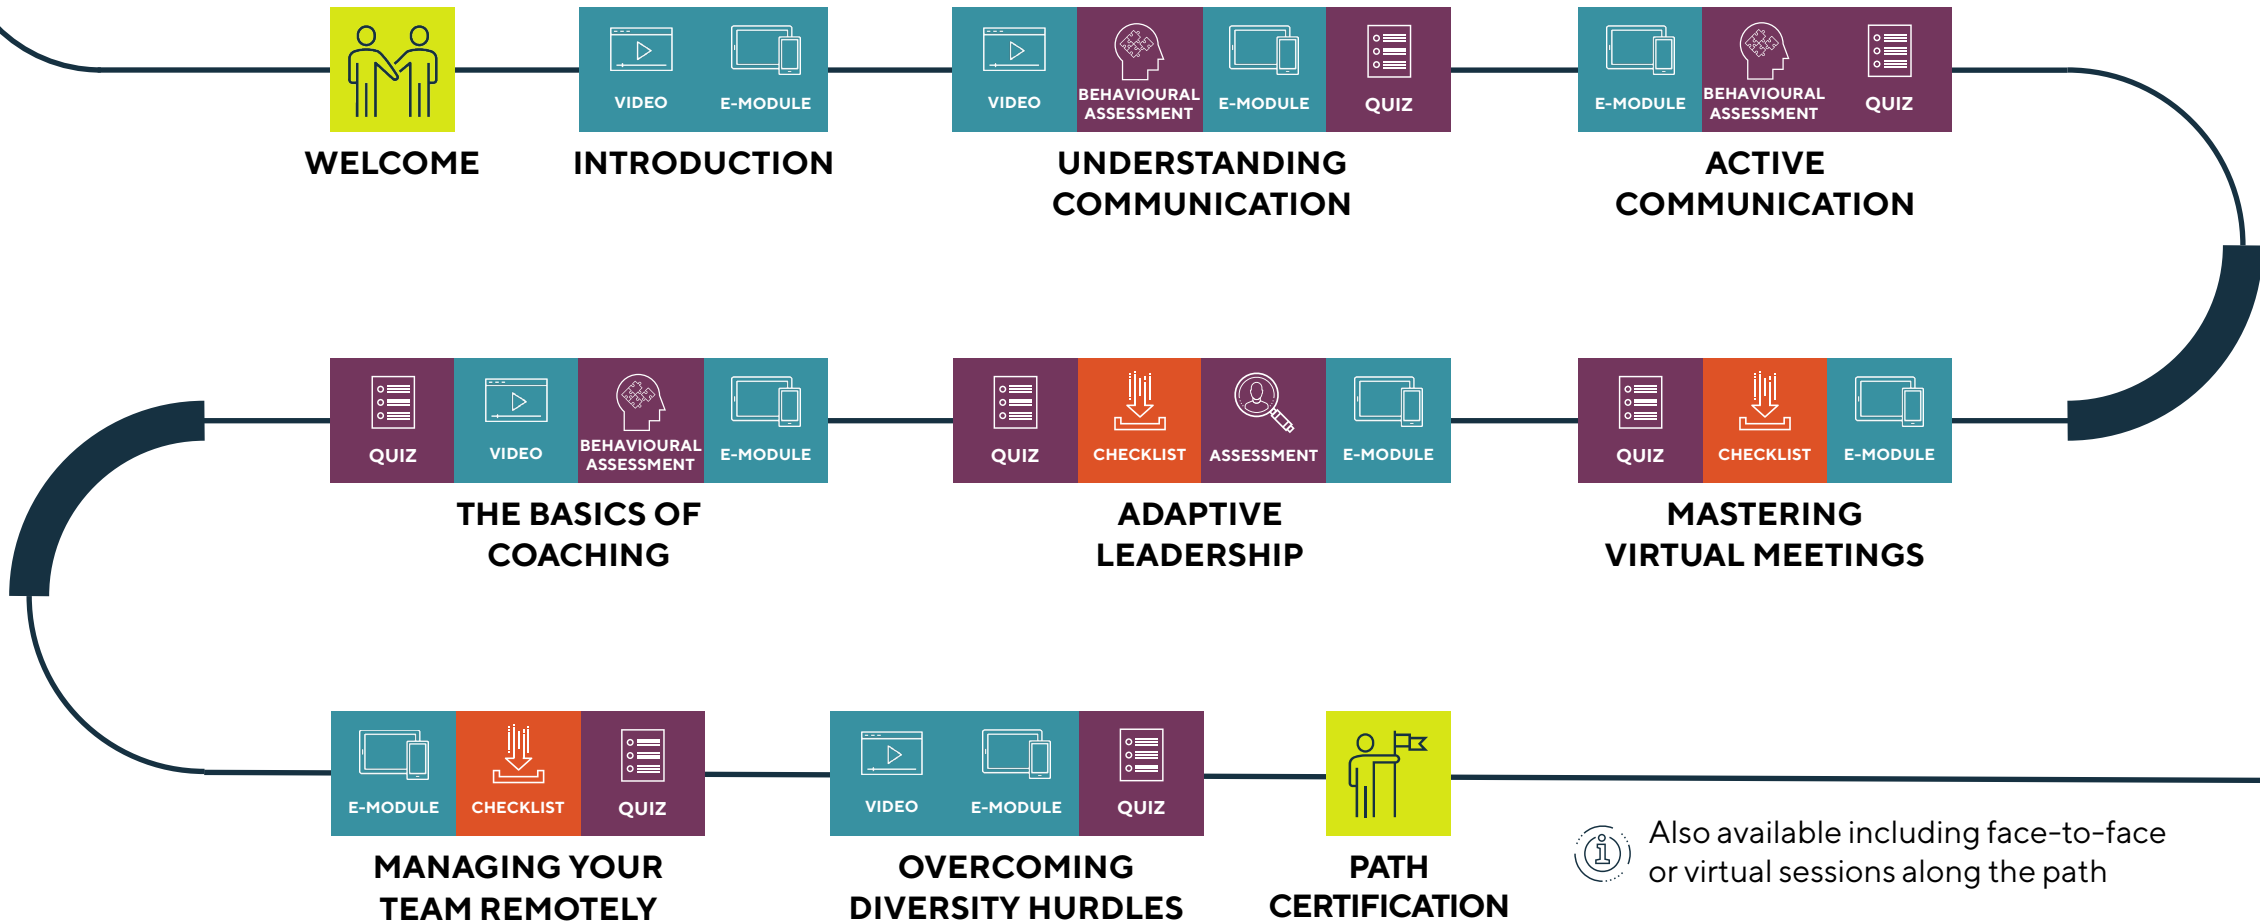 VIDEO
E-MODULE
VIDEO
BEHAVIOURAL
ASSESSMENT
E-MODULE
QUIZ
E-MODULE
BEHAVIOURAL
ASSESSMENT
QUIZ
WELCOME
INTRODUCTION
UNDERSTANDING
COMMUNICATION
ACTIVE
COMMUNICATION
QUIZ
VIDEO
BEHAVIOURAL
ASSESSMENT
E-MODULE
QUIZ
CHECKLIST
ASSESSMENT
E-MODULE
QUIZ
CHECKLIST
E-MODULE
THE BASICS OF
COACHING
ADAPTIVE
LEADERSHIP
MASTERING
VIRTUAL MEETINGS
E-MODULE
CHECKLIST
QUIZ
VIDEO
E-MODULE
QUIZ
MANAGING YOUR
TEAM REMOTELY
OVERCOMING
DIVERSITY HURDLES
PATH
CERTIFICATION
Also available including face-to-face
or virtual sessions along the path